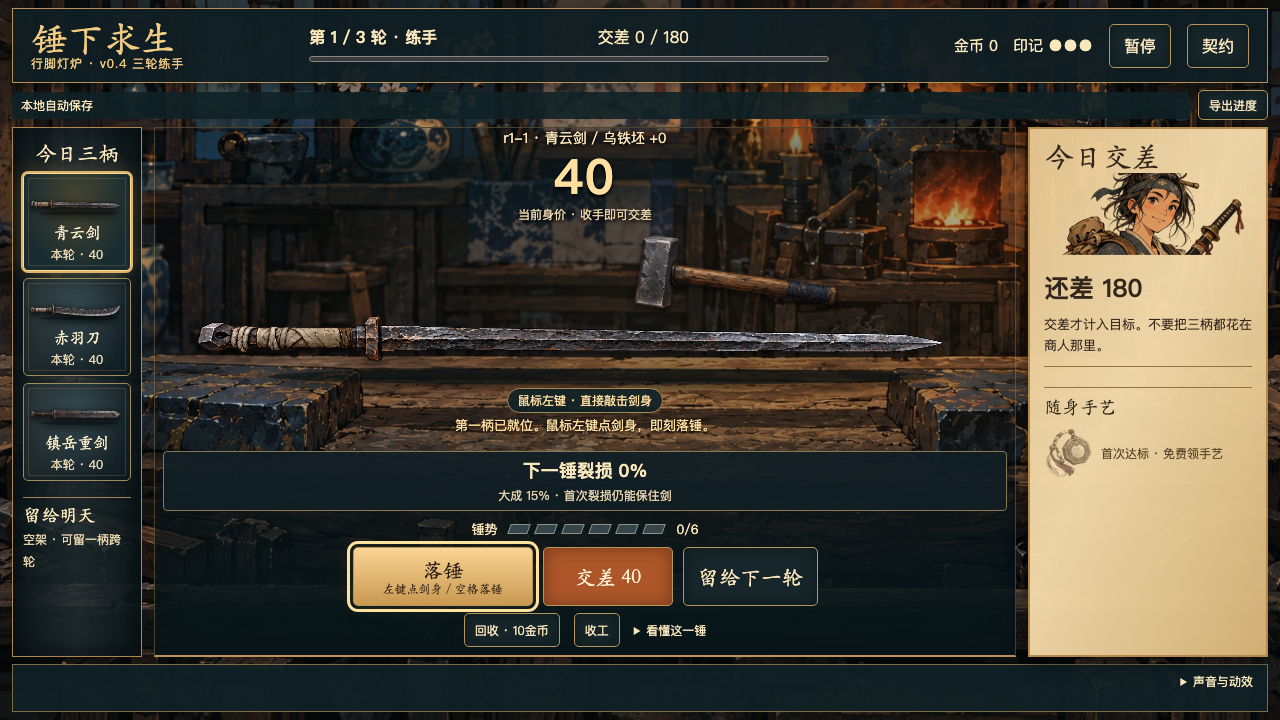 锤下求生
行脚灯炉 · v0.4 三轮练手
第 1 / 3 轮 · 练手
交差 0 / 180
金币 0
印记
暂停
契约
本地自动保存
导出进度
今日三柄
青云剑
本轮 · 40
赤羽刀
本轮 · 40
镇岳重剑
本轮 · 40
留给明天
空架 · 可留一柄跨
轮
r1-1 · 青云剑 / 乌铁坯 +0
40
当前身价 · 收手即可交差
鼠标左键 · 直接敲击剑身
第一柄已就位。鼠标左键点剑身，即刻落锤。
下一锤裂损 0%
大成 15% · 首次裂损仍能保住剑
锤势
0/6
落锤
左键点剑身 / 空格落锤
交差 40
留给下一轮
回收 · 10金币
收工
看懂这一锤
今日交差
还差 180
交差才计入目标。不要把三柄都花在
商人那里。
随身手艺
首次达标 · 免费领手艺
声音与动效